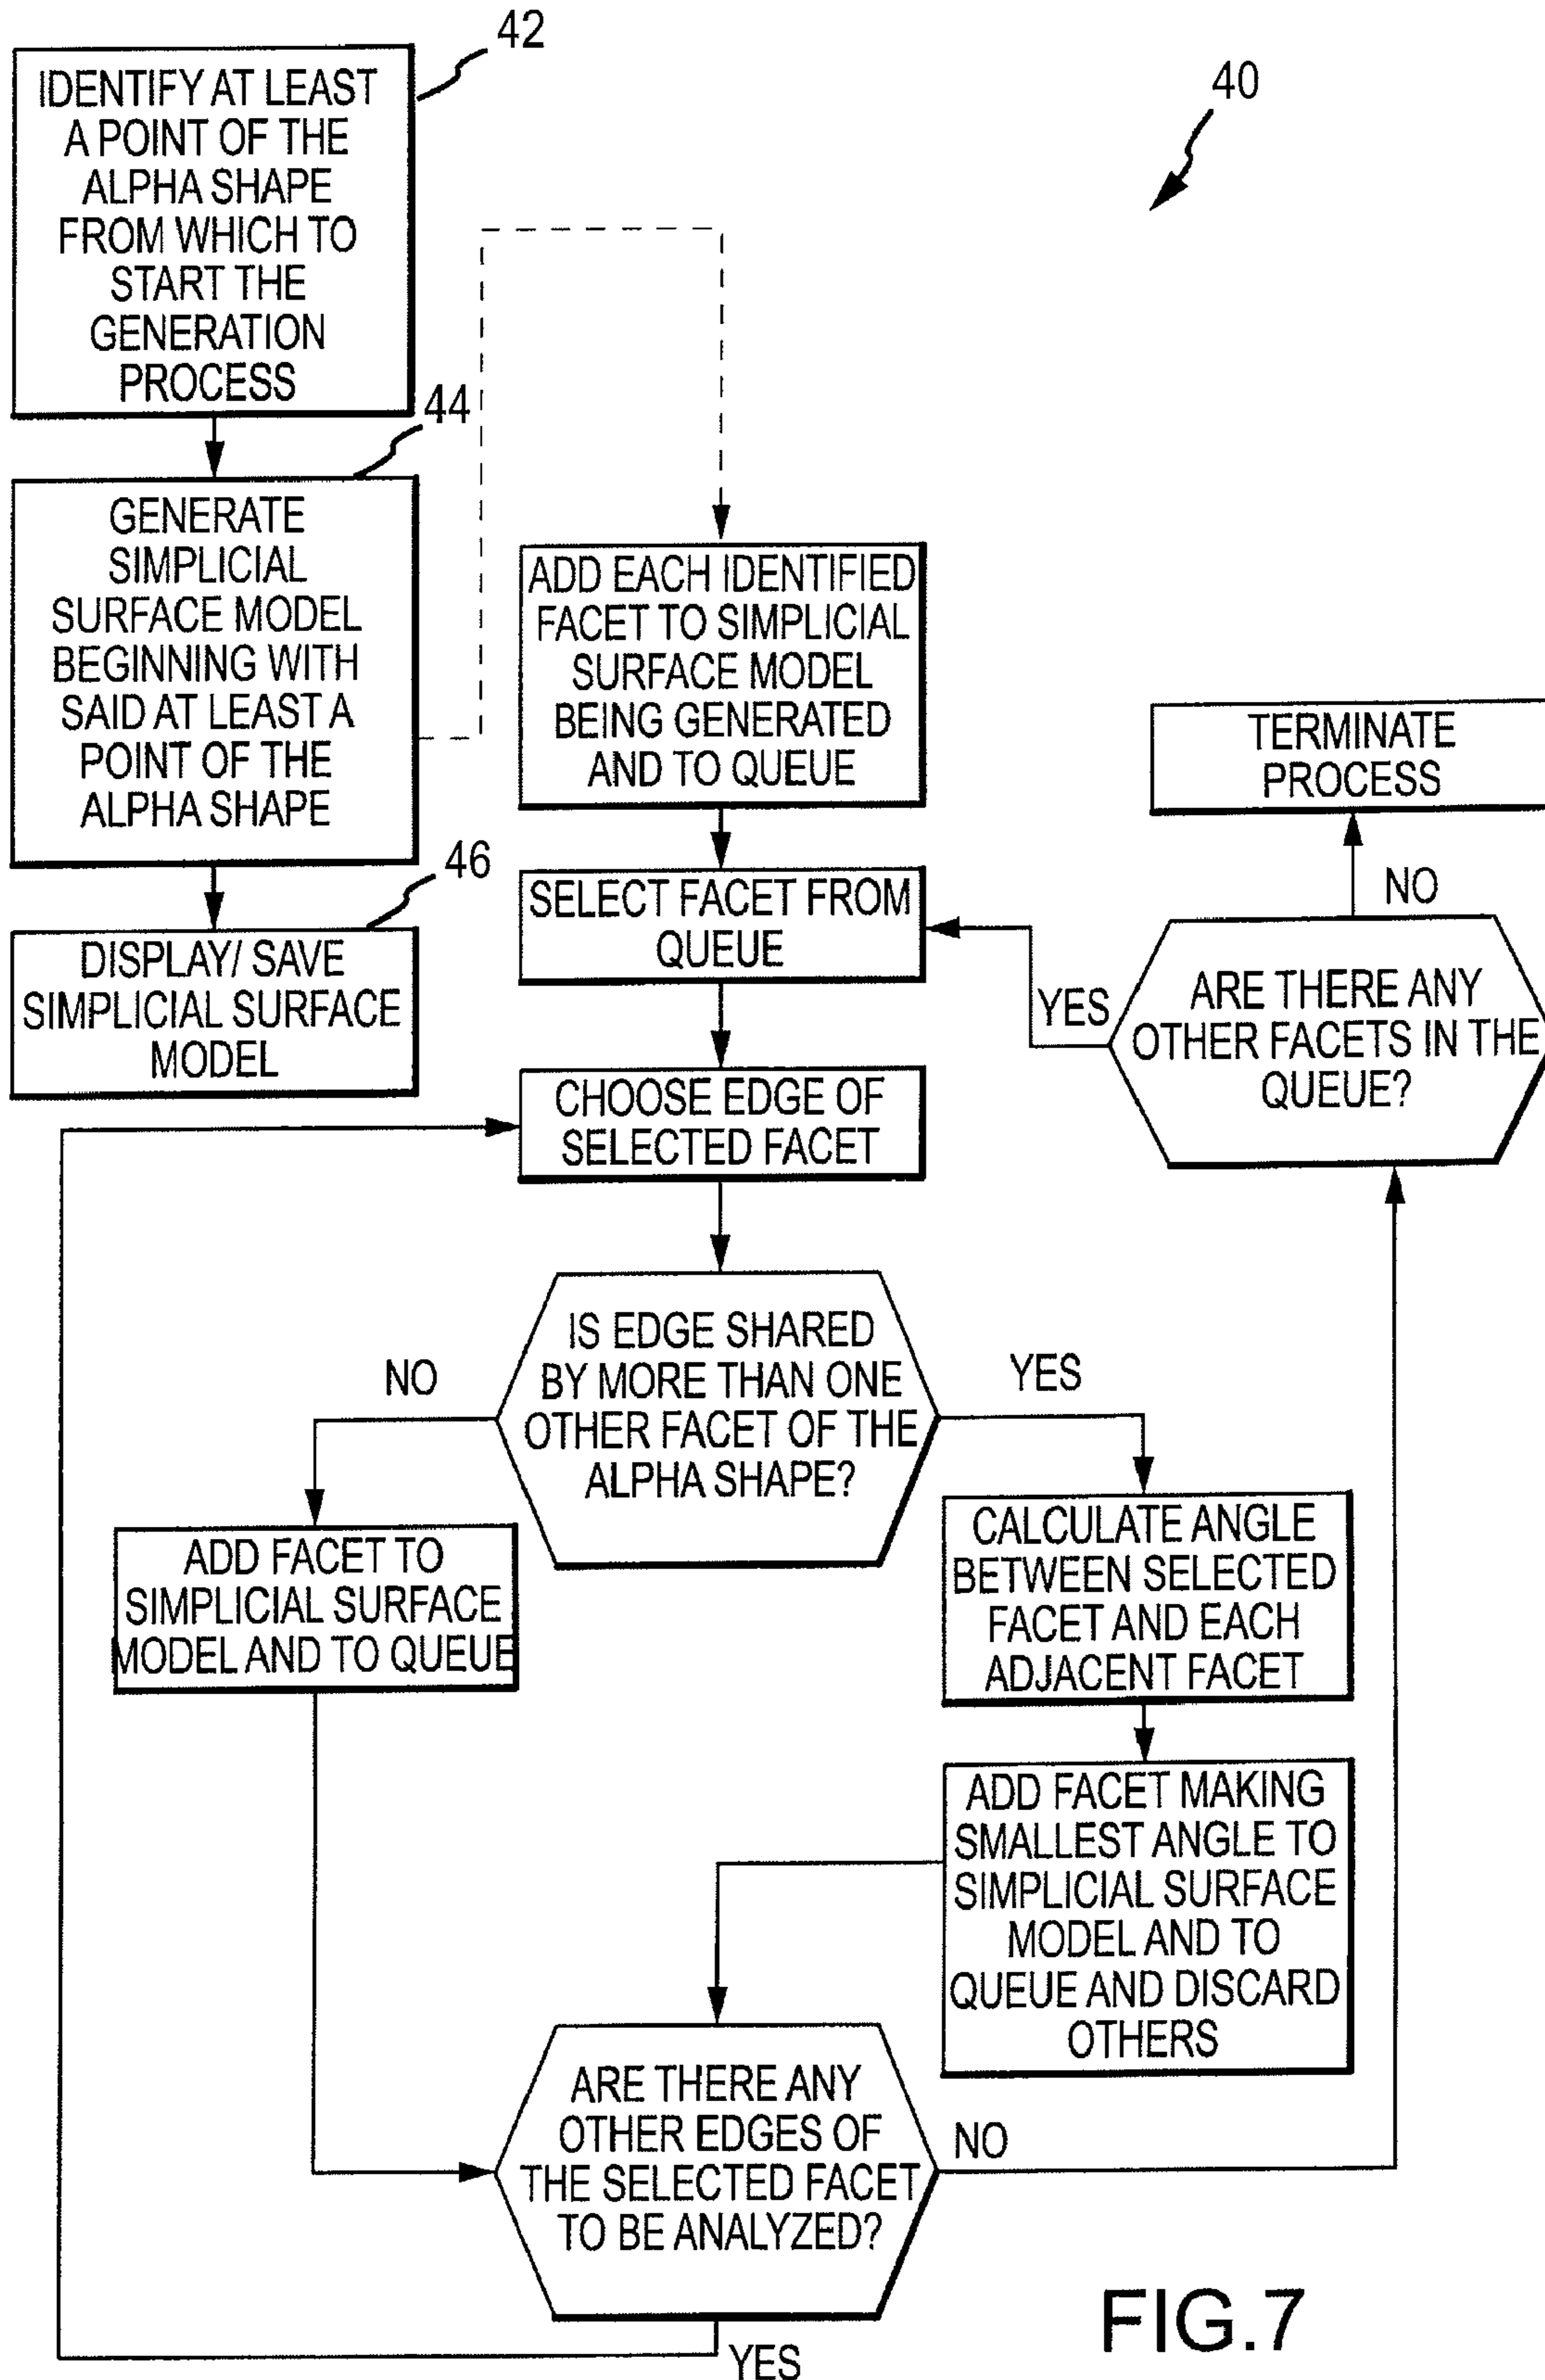 42
40
IDENTIFY AT LEAST
A POINT OF THE
ALPHA SHAPE
FROM WHICH TO
START THE
GENERATION
PROCESS
44
GENERATE
SIMPLICIAL
SURFACE MODEL
BEGINNING WITH
SAID AT LEAST A
POINT OF THE
ALPHA SHAPE
46
DISPLAY/ SAVE
SIMPLICIAL SURFACE
MODEL
ADD EACH IDENTIFIED
FACET TO SIMPLICIAL
SURFACE MODEL
BEING GENERATED
AND TO QUEUE
SELECT FACET FROM
QUEUE
CHOOSE EDGE OF
SELECTED FACET
TERMINATE
PROCESS
NO
YES
ARE THERE ANY
OTHER FACETS IN THE
QUEUE?
IS EDGE SHARED
BY MORE THAN ONE
OTHER FACET OF THE
ALPHA SHAPE?
NO
YES
ADD FACET TO
SIMPLICIAL SURFACE
MODEL AND TO QUEUE
CALCULATE ANGLE
BETWEEN SELECTED
FACET AND EACH
ADJACENT FACET
ADD FACET MAKING
SMALLEST ANGLE TO
SIMPLICIAL SURFACE
MODEL AND TO
QUEUE AND DISCARD
OTHERS
ARE THERE ANY
OTHER EDGES OF
THE SELECTED FACET
TO BE ANALYZED?
NO
YES
FIG.7